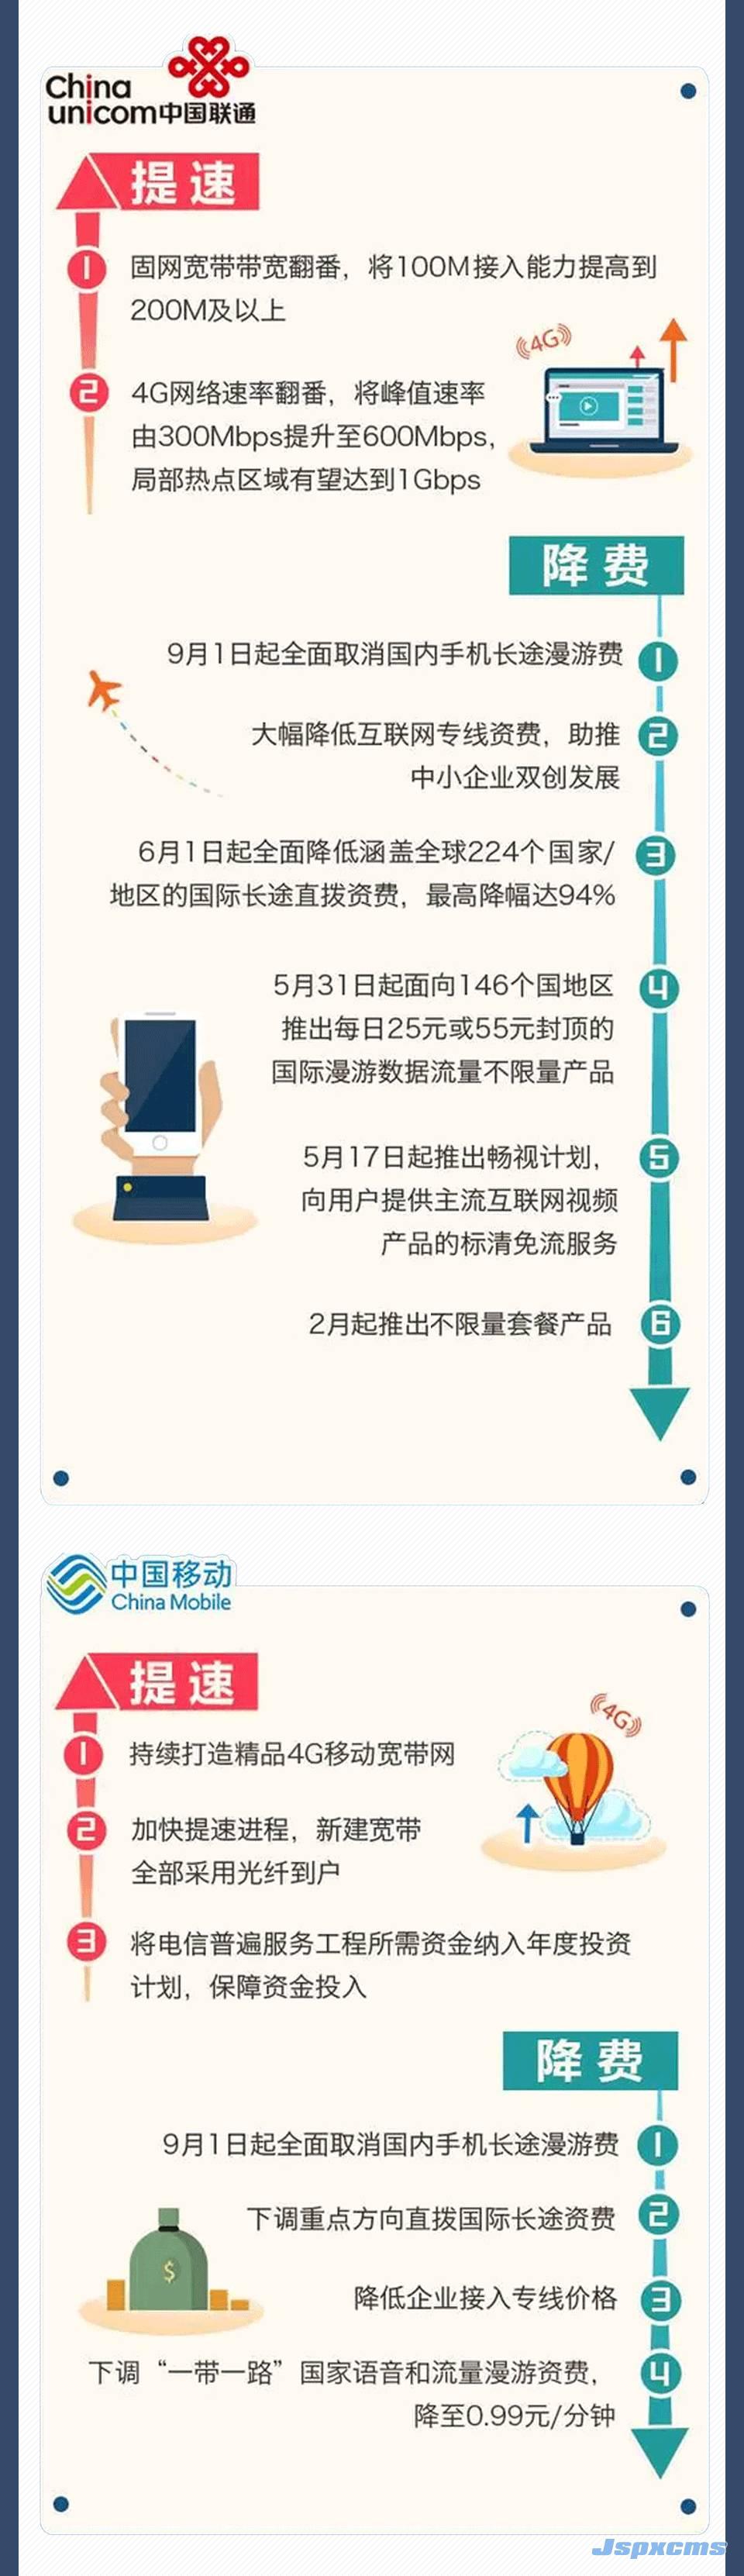 China
unicom中国联通
提速
1
固网宽带带宽翻番，将100M接入能力提高到
200M及以上
4G
2
4G网络速率翻番，将峰值速率
由300Mbps提升至600Mbps，
局部热点区域有望达到1Gbps
降费
9月1日起全面取消国内手机长途漫游费
1
大幅降低互联网专线资费，助推
2
中小企业双创发展
6月1日起全面降低涵盖全球224个国家/
3
地区的国际长途直拨资费，最高降幅达94%
5月31日起面向146个国地区
4
推出每日25元或55元封顶的
国际漫游数据流量不限量产品
5月17日起推出畅视计划，
5
向用户提供主流互联网视频
产品的标清免流服务
2月起推出不限量套餐产品
6
中国移动
China Mobile
提速
4G
1
持续打造精品4G移动宽带网
2
加快提速进程，新建宽带
全部采用光纤到户
3
将电信普遍服务工程所需资金纳入年度投资
计划，保障资金投入
降费
9月1日起全面取消国内手机长途漫游费
1
下调重点方向直拨国际长途资费
2
$
降低企业接入专线价格
3
下调“一带一路”国家语音和流量漫游资费，
4
降至0.99元/分钟
Jspxcms